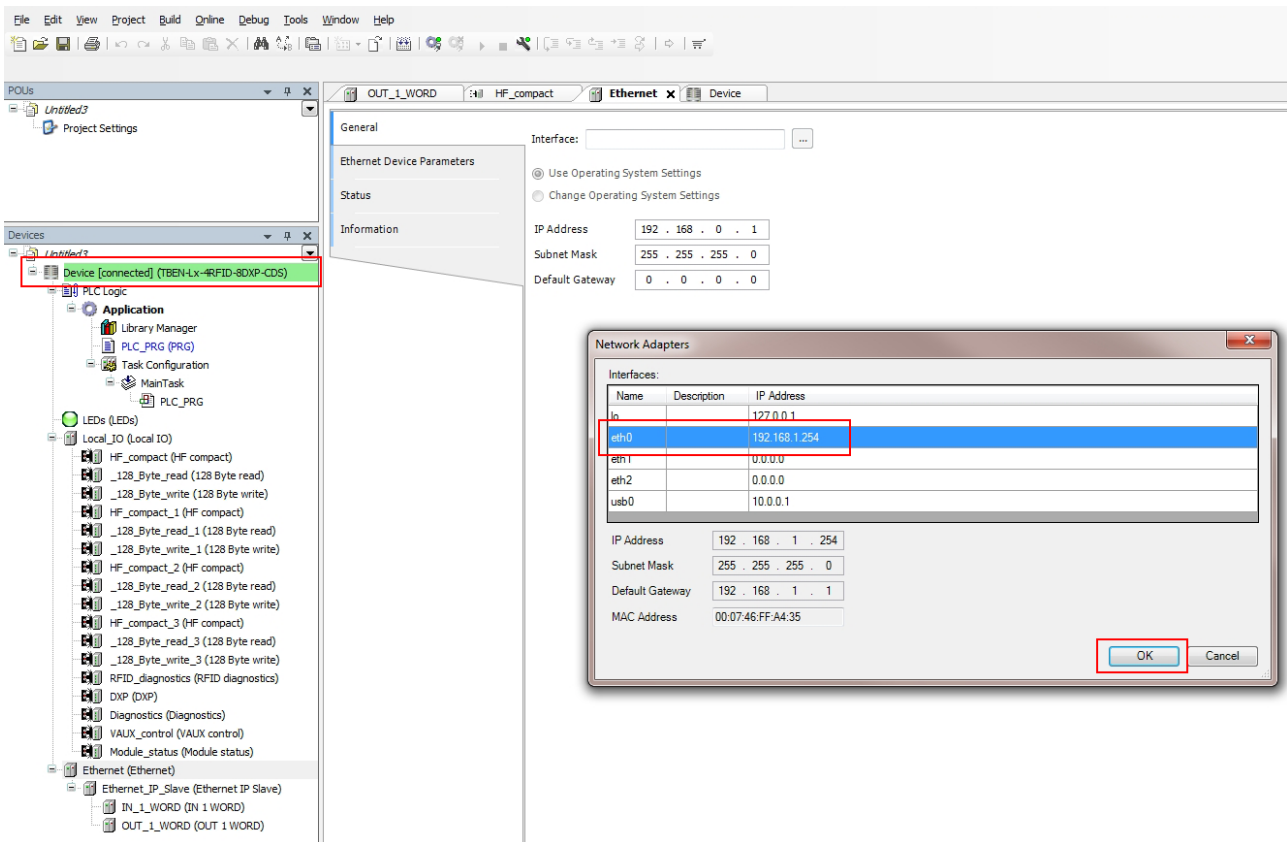 File Edit View Project Build Online Debug Tools Window Help
POUs
Untitled3
Project Settings
Devices
Untitled3
Device [connected] (TBEN-Lx-4RFID-8DXP-CDS)
PLC Logic
Application
Library Manager
PLC_PRG (PRG)
Task Configuration
MainTask
PLC_PRG
LEDs (LEDs)
Local_IO (Local IO)
HF_compact (HF compact)
_128_Byte_read (128 Byte read)
_128_Byte_write (128 Byte write)
HF_compact_1 (HF compact)
_128_Byte_read_1 (128 Byte read)
_128_Byte_write_1 (128 Byte write)
HF_compact_2 (HF compact)
_128_Byte_read_2 (128 Byte read)
_128_Byte_write_2 (128 Byte write)
HF_compact_3 (HF compact)
_128_Byte_read_3 (128 Byte read)
_128_Byte_write_3 (128 Byte write)
RFID_diagnostics (RFID diagnostics)
DXP (DXP)
Diagnostics (Diagnostics)
VAUX_control (VAUX control)
Module_status (Module status)
Ethernet (Ethernet)
Ethernet_IP_Slave (Ethernet IP Slave)
IN_1_WORD (IN 1 WORD)
OUT_1_WORD (OUT 1 WORD)
OUT_1_WORD HF_compact Ethernet Device
General
Ethernet Device Parameters
Status
Information
Interface: ...
Use Operating System Settings
Change Operating System Settings
IP Address 192 . 168 . 0 . 1
Subnet Mask 255 . 255 . 255 . 0
Default Gateway 0 . 0 . 0 . 0
Network Adapters
Interfaces:
Name Description IP Address
lo 127.0.0.1
eth0 192.168.1.254
eth1 0.0.0.0
eth2 0.0.0.0
usb0 10.0.0.1
IP Address 192 . 168 . 1 . 254
Subnet Mask 255 . 255 . 255 . 0
Default Gateway 192 . 168 . 1 . 1
MAC Address 00:07:46:FF:A4:35
OK Cancel